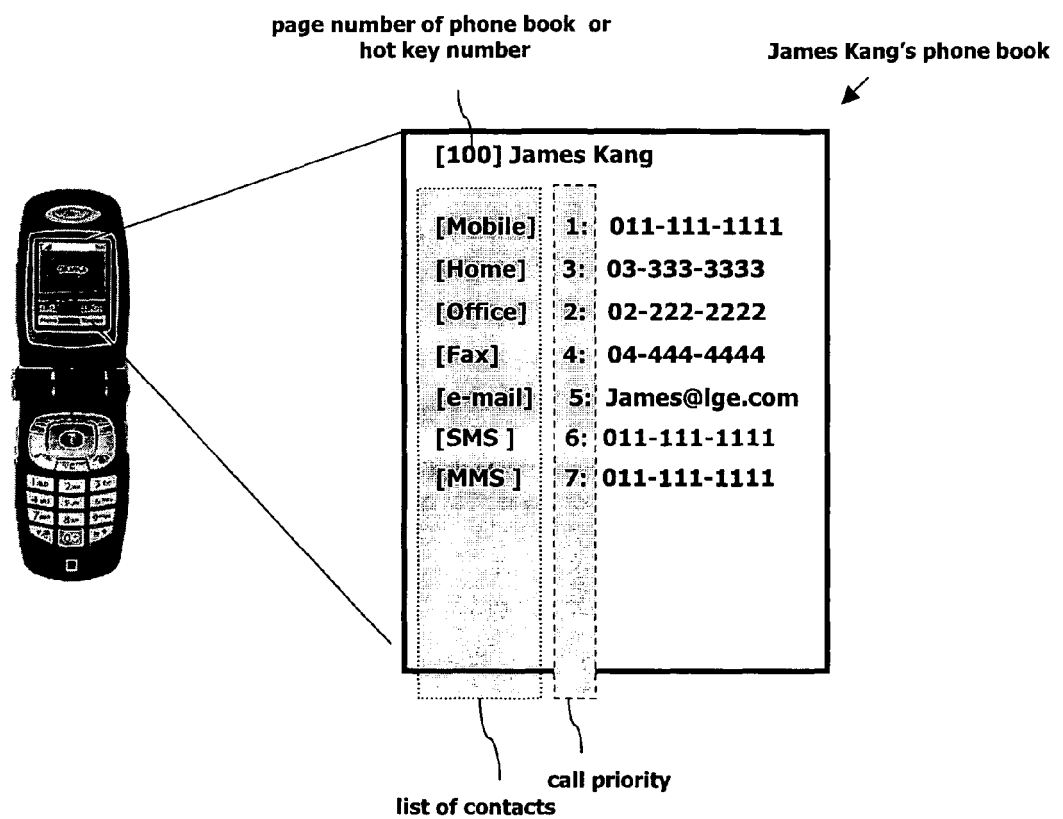 page number of phone book or
hot key number
James Kang's phone book
[100] James Kang
[Mobile] 1: 011-111-1111
[Home] 3: 03-333-3333
[Office] 2: 02-222-2222
[Fax] 4: 04-444-4444
[e-mail] 5: James@lge.com
[SMS ] 6: 011-111-1111
[MMS ] 7: 011-111-1111
call priority
list of contacts